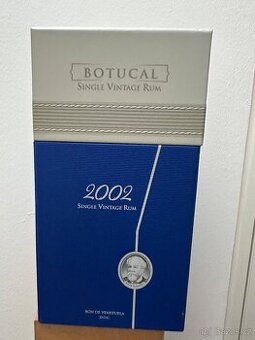 BOTUCAL
SINGLE VINTAGE RUM
2002
SINGLE VINTAGE RUM
RON DE VENEZUELA